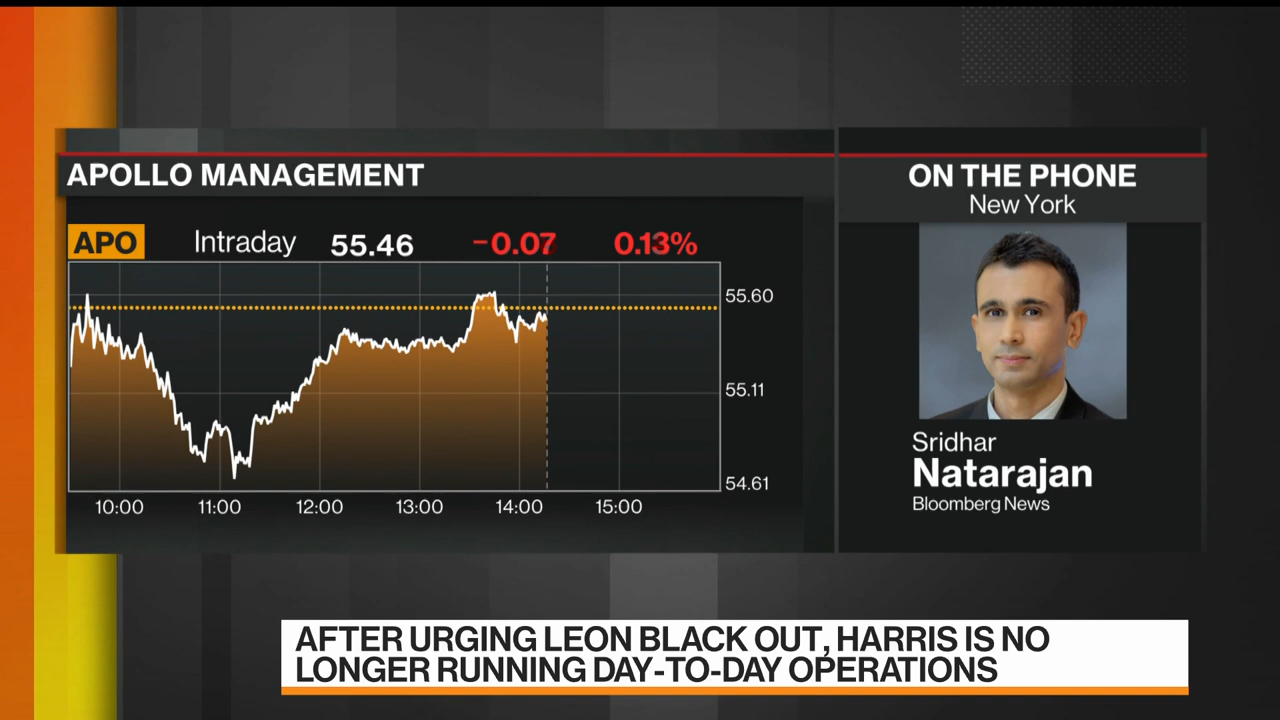 APOLLO MANAGEMENT
APO Intraday 55.46 -0.07 0.13%
55.60
55.11
54.61
10:00 11:00 12:00 13:00 14:00 15:00
ON THE PHONE
New York
Sridhar
Natarajan
Bloomberg News
AFTER URGING LEON BLACK OUT, HARRIS IS NO
LONGER RUNNING DAY-TO-DAY OPERATIONS